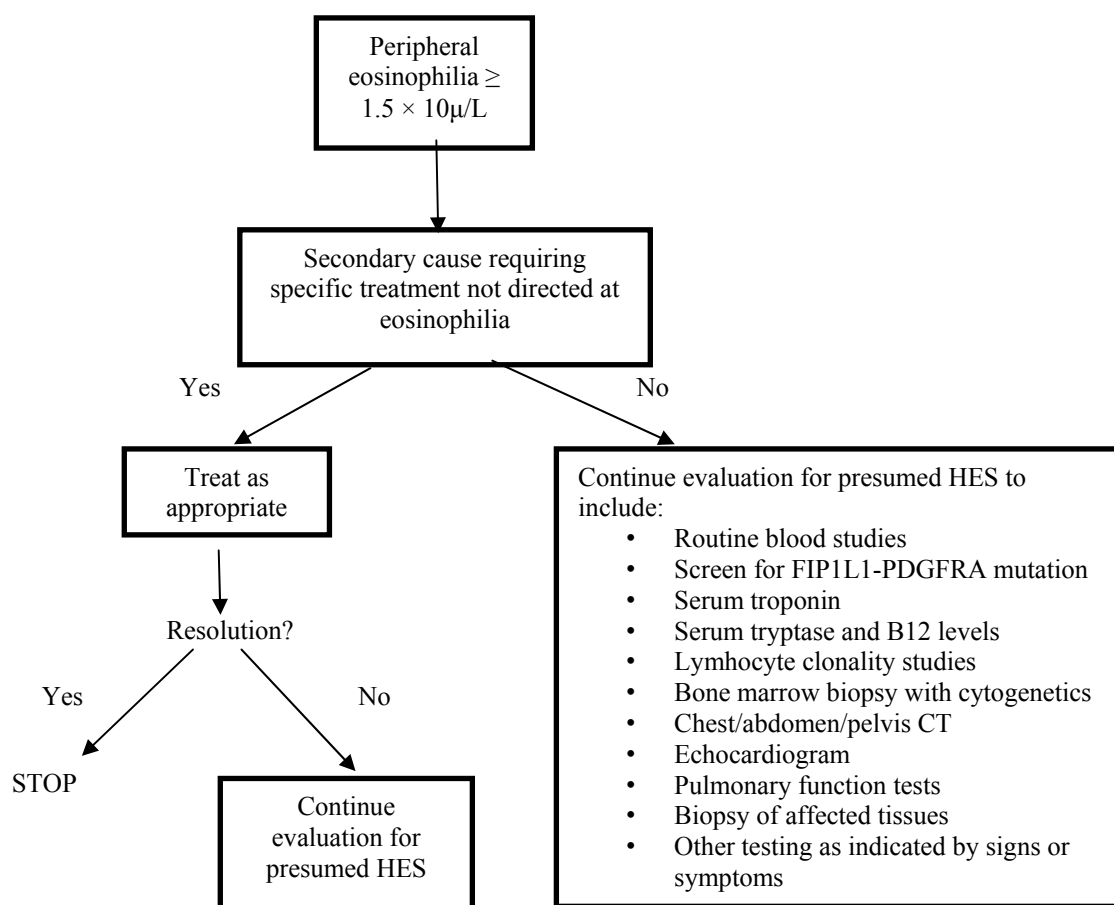 Peripheral
eosinophilia ≥
1.5 × 10μ/L
Secondary cause requiring
specific treatment not directed at
eosinophilia
Yes
No
Treat as
appropriate
Continue evaluation for presumed HES to
include:
• Routine blood studies
• Screen for FIP1L1-PDGFRA mutation
• Serum troponin
• Serum tryptase and B12 levels
• Lymhocyte clonality studies
• Bone marrow biopsy with cytogenetics
• Chest/abdomen/pelvis CT
• Echocardiogram
• Pulmonary function tests
• Biopsy of affected tissues
• Other testing as indicated by signs or
symptoms
Resolution?
Yes
No
STOP
Continue
evaluation for
presumed HES